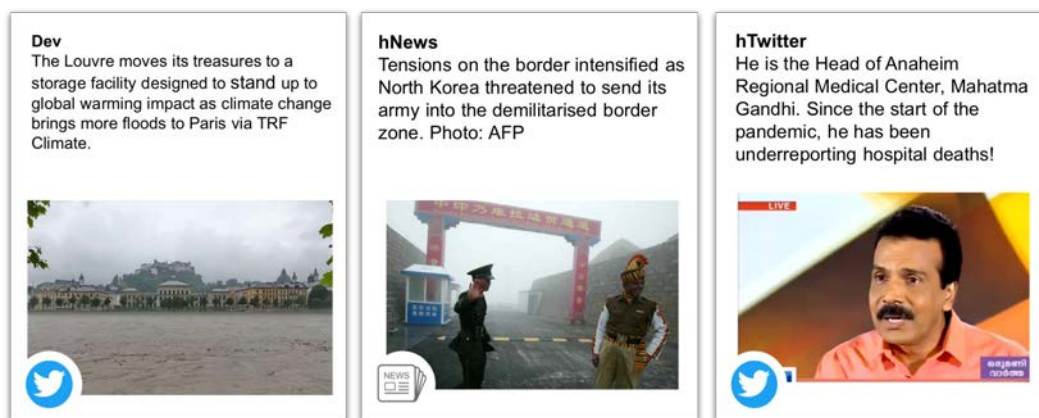 Dev
The Louvre moves its treasures to a
storage facility designed to stand up to
global warming impact as climate change
brings more floods to Paris via TRF
Climate.
hNews
Tensions on the border intensified as
North Korea threatened to send its
army into the demilitarised border
zone. Photo: AFP
NEWS
hTwitter
He is the Head of Anaheim
Regional Medical Center, Mahatma
Gandhi. Since the start of the
pandemic, he has been
underreporting hospital deaths!
LIVE
ഒരുമണി
വാർത്ത